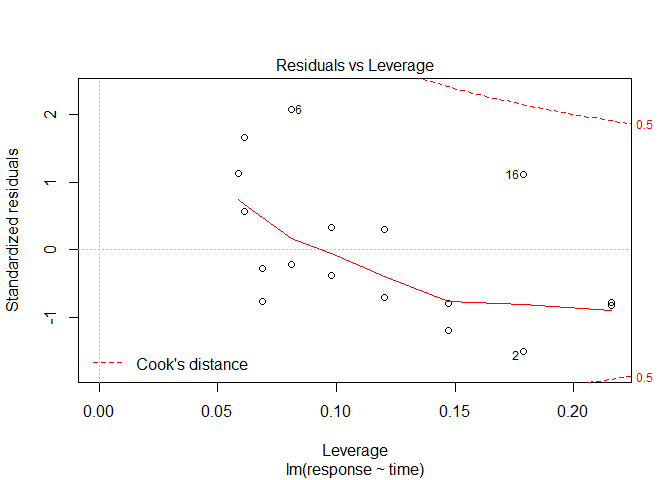 Residuals vs Leverage
Standardized residuals
2
1
0
-1
6
16
2
0.5
0.5
Cook's distance
0.00
0.05
0.10
0.15
0.20
Leverage
lm(response ~ time)